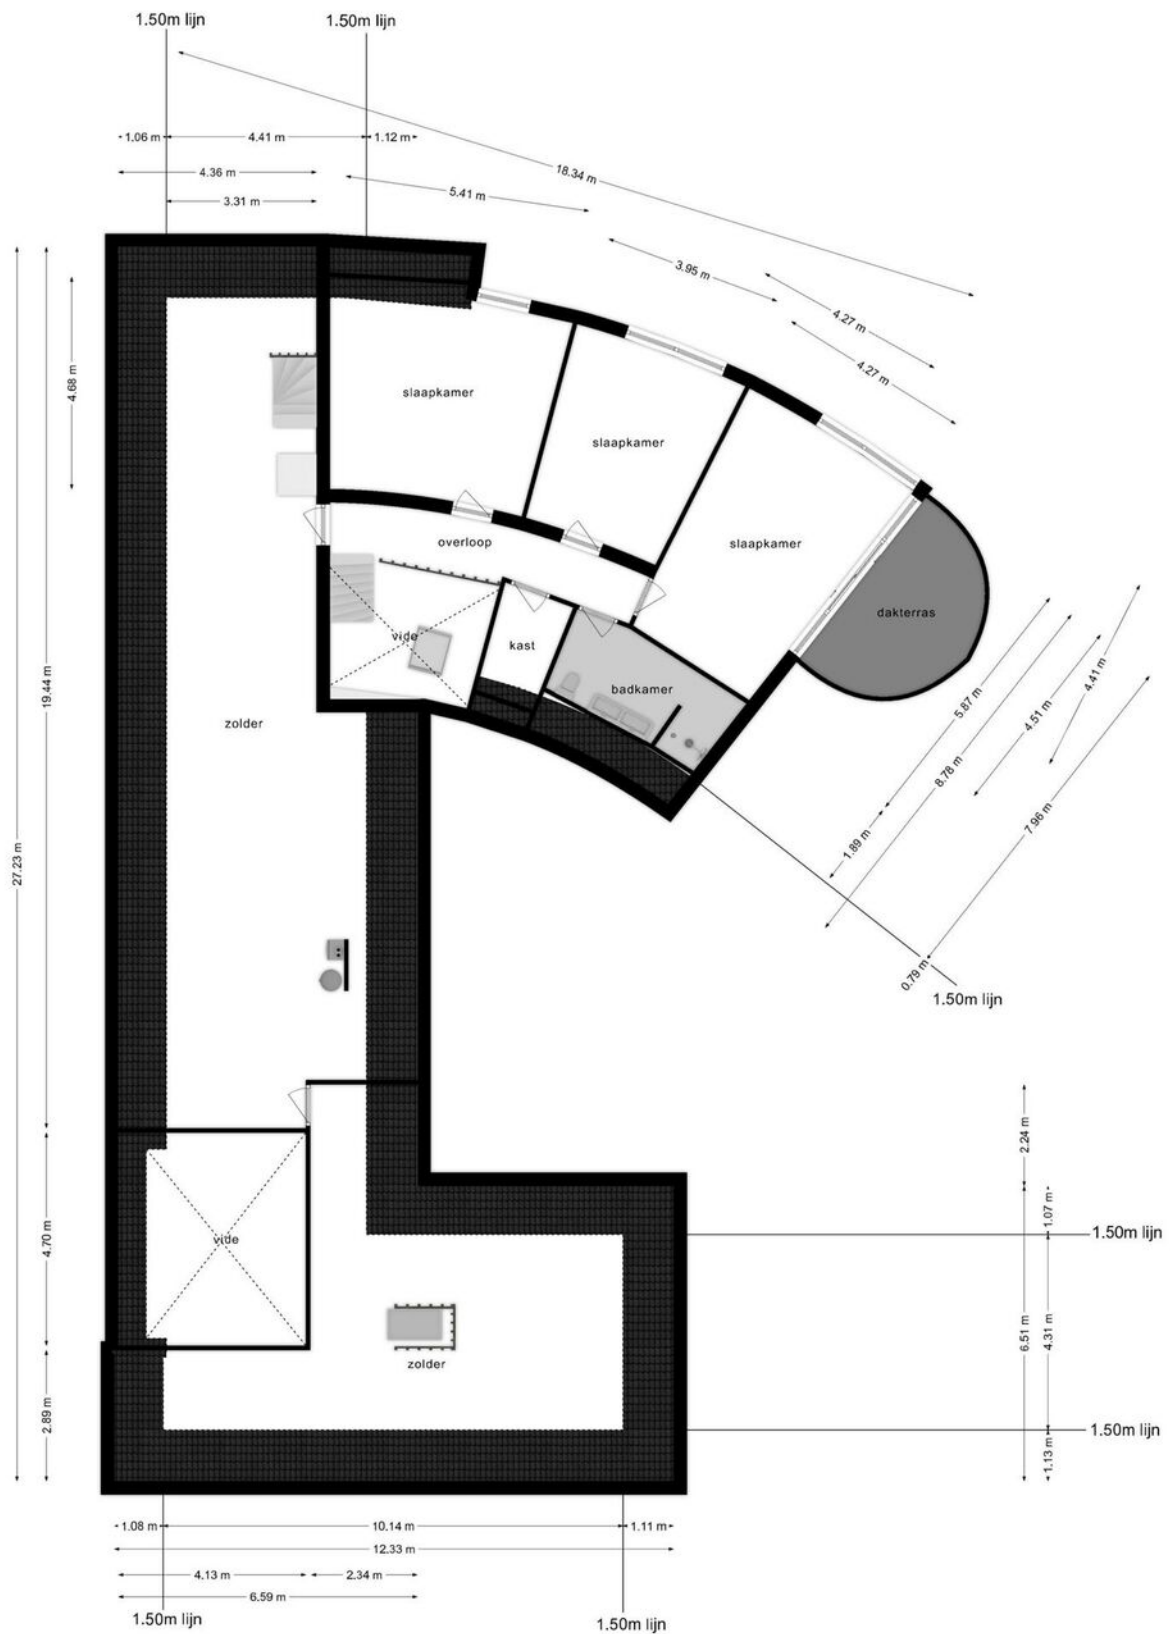 1.50m lijn
1.50m lijn
1.06 m
4.41 m
1.12 m
18.34 m
4.36 m
5.41 m
3.31 m
3.95 m
4.27 m
4.27 m
4.68 m
slaapkamer
slaapkamer
overloop
slaapkamer
dakterras
vide
kast
badkamer
19.44 m
zolder
5.87 m
4.51 m
4.41 m
8.78 m
7.96 m
1.89 m
27.23 m
0.79 m
1.50m lijn
2.24 m
1.07 m
4.70 m
vide
1.50m lijn
6.51 m
4.31 m
zolder
2.89 m
1.50m lijn
1.13 m
1.08 m
10.14 m
1.11 m
12.33 m
4.13 m
2.34 m
6.59 m
1.50m lijn
1.50m lijn